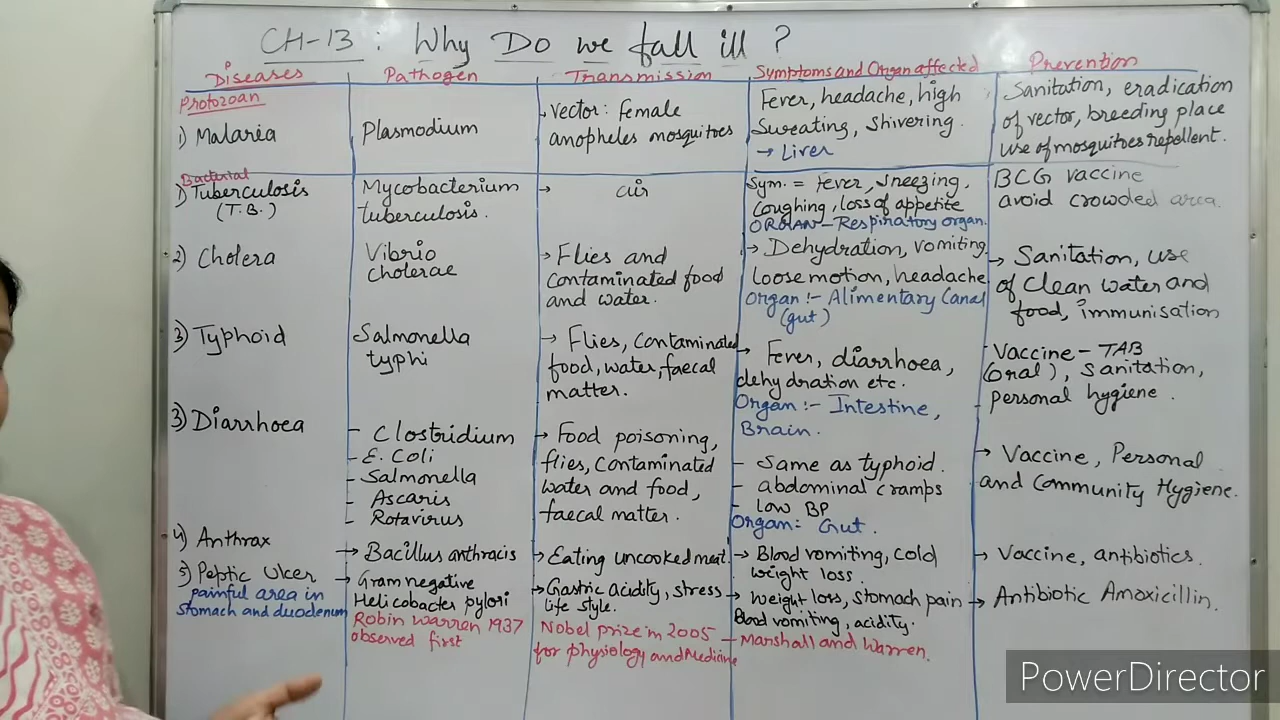 CH-13 : Why Do we fall ill ?
Diseases
Pathogen
Transmission
Symptoms and Organ affected
Prevention
Protozoan
1) Malaria
Plasmodium
Vector: female
anopheles mosquitoes
Fever, headache, high
Sweating, Shivering.
→ Liver
Sanitation, eradication
of vector, breeding place
use of mosquitoes repellent.
Bacterial
1) Tuberculosis
(T.B.)
Mycobacterium
tuberculosis.
→ air
Sym. = Fever, sneezing,
Coughing, loss of appetite
ORGAN - Respiratory organ.
BCG vaccine
avoid crowded area.
2) Cholera
Vibrio
cholerae
→ Flies and
Contaminated food
and water.
→ Dehydration, vomiting
loose motion, headache
Organ :- Alimentary Canal
(gut)
→ Sanitation, use
of Clean water and
food, immunisation
3) Typhoid
Salmonella
typhi
→ Flies, contaminated
food, water, faecal
matter.
→ Fever, diarrhoea,
dehydration etc.
Organ :- Intestine,
Brain.
Vaccine - TAB
(oral), Sanitation,
personal hygiene.
3) Diarrhoea
- Clostridium
- E. Coli
- Salmonella
- Ascaris
- Rotavirus
→ Food poisoning,
flies, Contaminated
water and food,
faecal matter.
- Same as typhoid.
- abdominal cramps
- low BP
Organ = Gut.
→ Vaccine, Personal
and Community Hygiene.
4) Anthrax
→ Bacillus anthracis
→ Eating uncooked meat.
→ Blood vomiting, cold
weight loss.
→ Vaccine, antibiotics.
5) Peptic Ulcer
painful area in
stomach and duodenum
→ Gram negative
Helicobacter pylori
Robin Warren 1937
observed first
→ Gastric acidity, stress
life style.
Nobel prize in 2005 - Marshall and Warren.
for physiology and Medicine
→ weight loss, stomach pain
Blood vomiting, acidity.
→ Antibiotic Amoxicillin.
PowerDirector